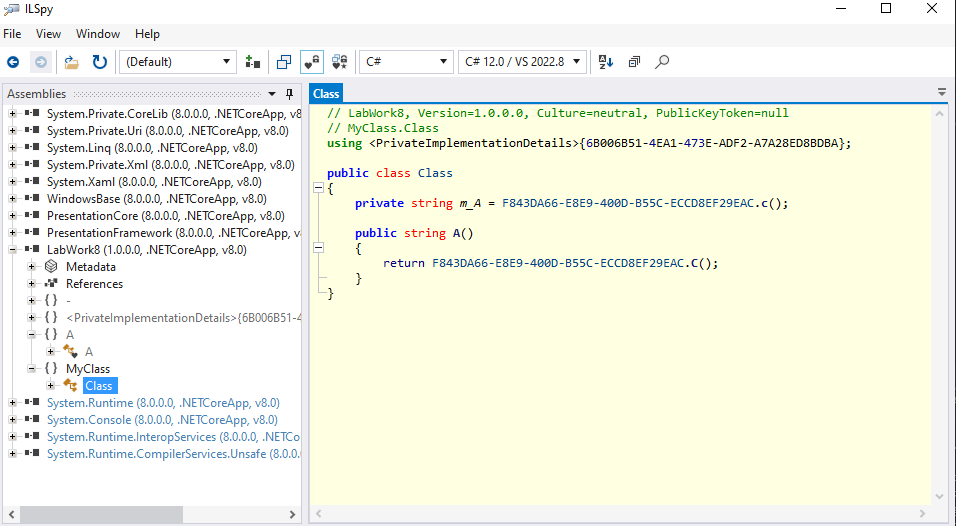 ILSpy
File View Window Help
(Default) C# C# 12.0 / VS 2022.8
Assemblies
System.Private.CoreLib (8.0.0.0, .NETCoreApp, v8
System.Private.Uri (8.0.0.0, .NETCoreApp, v8.0)
System.Linq (8.0.0.0, .NETCoreApp, v8.0)
System.Private.Xml (8.0.0.0, .NETCoreApp, v8.0)
System.Xaml (8.0.0.0, .NETCoreApp, v8.0)
WindowsBase (8.0.0.0, .NETCoreApp, v8.0)
PresentationCore (8.0.0.0, .NETCoreApp, v8.0)
PresentationFramework (8.0.0.0, .NETCoreApp, v
LabWork8 (1.0.0.0, .NETCoreApp, v8.0)
Metadata
References
{ } -
{ } <PrivateImplementationDetails>{6B006B51-4
{ } A
A
{ } MyClass
Class
System.Runtime (8.0.0.0, .NETCoreApp, v8.0)
System.Console (8.0.0.0, .NETCoreApp, v8.0)
System.Runtime.InteropServices (8.0.0.0, .NETCo
System.Runtime.CompilerServices.Unsafe (8.0.0.
Class
// LabWork8, Version=1.0.0.0, Culture=neutral, PublicKeyToken=null
// MyClass.Class
using <PrivateImplementationDetails>{6B006B51-4EA1-473E-ADF2-A7A28ED8BDBA};
public class Class
{
private string m_A = F843DA66-E8E9-400D-B55C-ECCD8EF29EAC.c();
public string A()
{
return F843DA66-E8E9-400D-B55C-ECCD8EF29EAC.C();
}
}